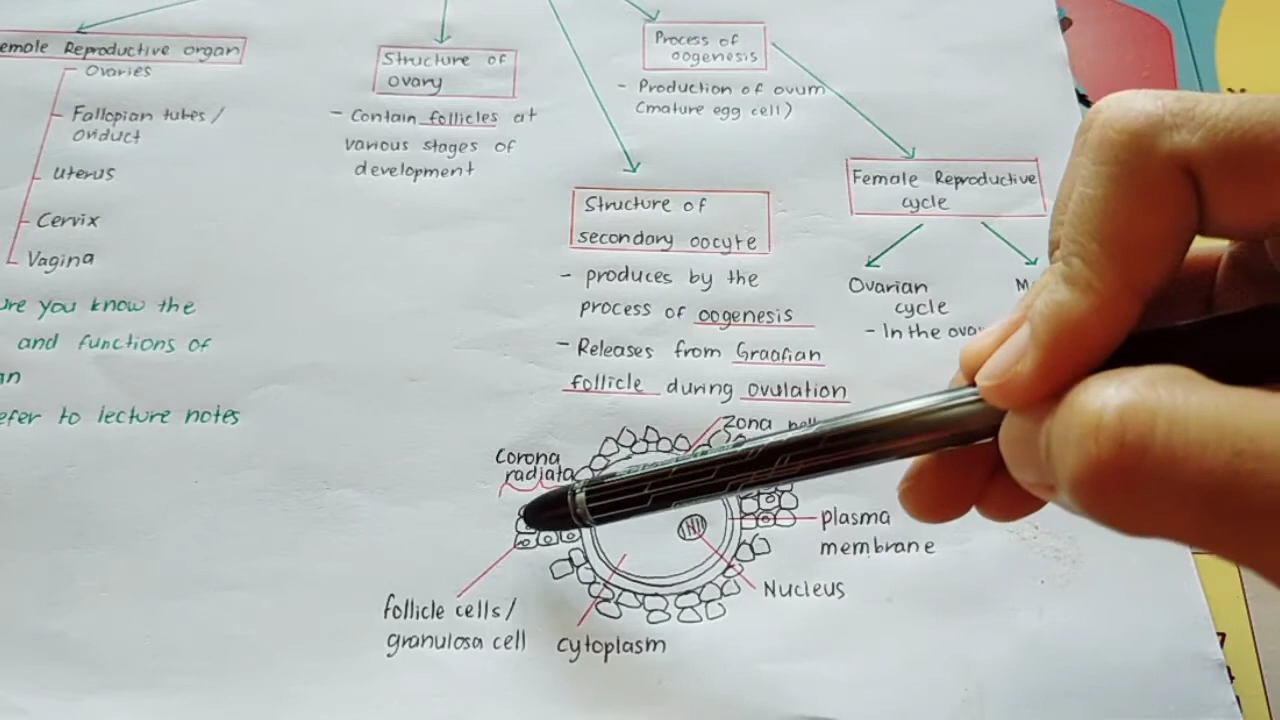 emale Reproductive organ
Ovaries
Fallopian tubes /
oviduct
uterus
Cervix
Vagina
ure you know the
and functions of
an
efer to lecture notes
Structure of
ovary
- Contain follicles at
various stages of
development
Process of
oogenesis
- Production of ovum
(mature egg cell)
Structure of
secondary oocyte
- produces by the
process of oogenesis
- Releases from Graafian
follicle during ovulation
Female Reproductive
cycle
Ovarian
cycle
- In the ova
M
Zona
Corona
radiata
plasma
membrane
Nucleus
follicle cells/
granulosa cell
cytoplasm